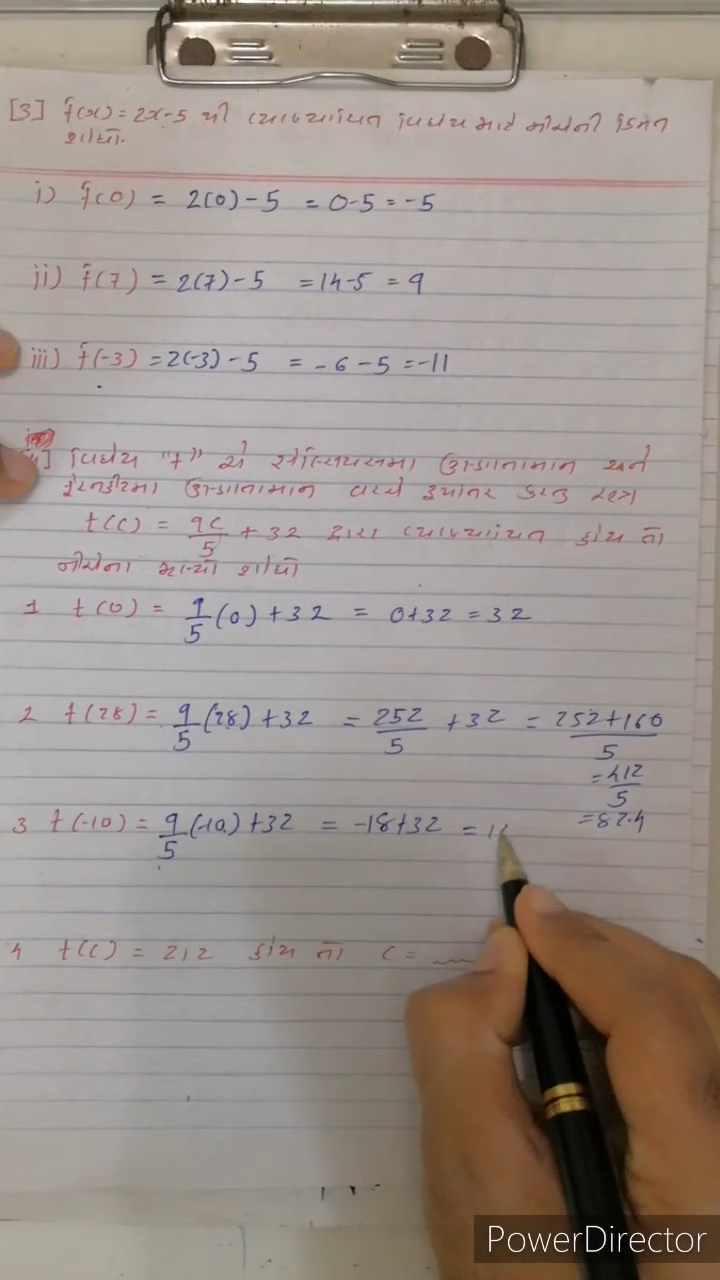 [3] f(x) = 2x-5 થી વ્યાખ્યાયિત વિધેય માટે નીચેની કિંમત
શોધો.
i) f(0) = 2(0)-5 = 0-5 = -5
ii) f(7) = 2(7)-5 = 14-5 = 9
iii) f(-3) = 2(-3)-5 = -6-5 = -11
[4] વિધેય "t" એ સેલ્સિયસમાં ઉષ્ણતામાન અને
ફેરનહીટમાં ઉષ્ણતામાન વચ્ચે રૂપાંતર કરતું
t(C) = 9C/5 + 32 દ્વારા વ્યાખ્યાયિત હોય તો
નીચેના મૂલ્યો શોધો
1 t(0) = 9/5 (0) + 32 = 0+32 = 32
2 t(28) = 9/5 (28) + 32 = 252/5 + 32 = 252+160/5
= 412/5
= 82.4
3 t(-10) = 9/5 (-10) + 32 = -18+32 = 1
4 t(C) = 212 હોય તો C = __
PowerDirector